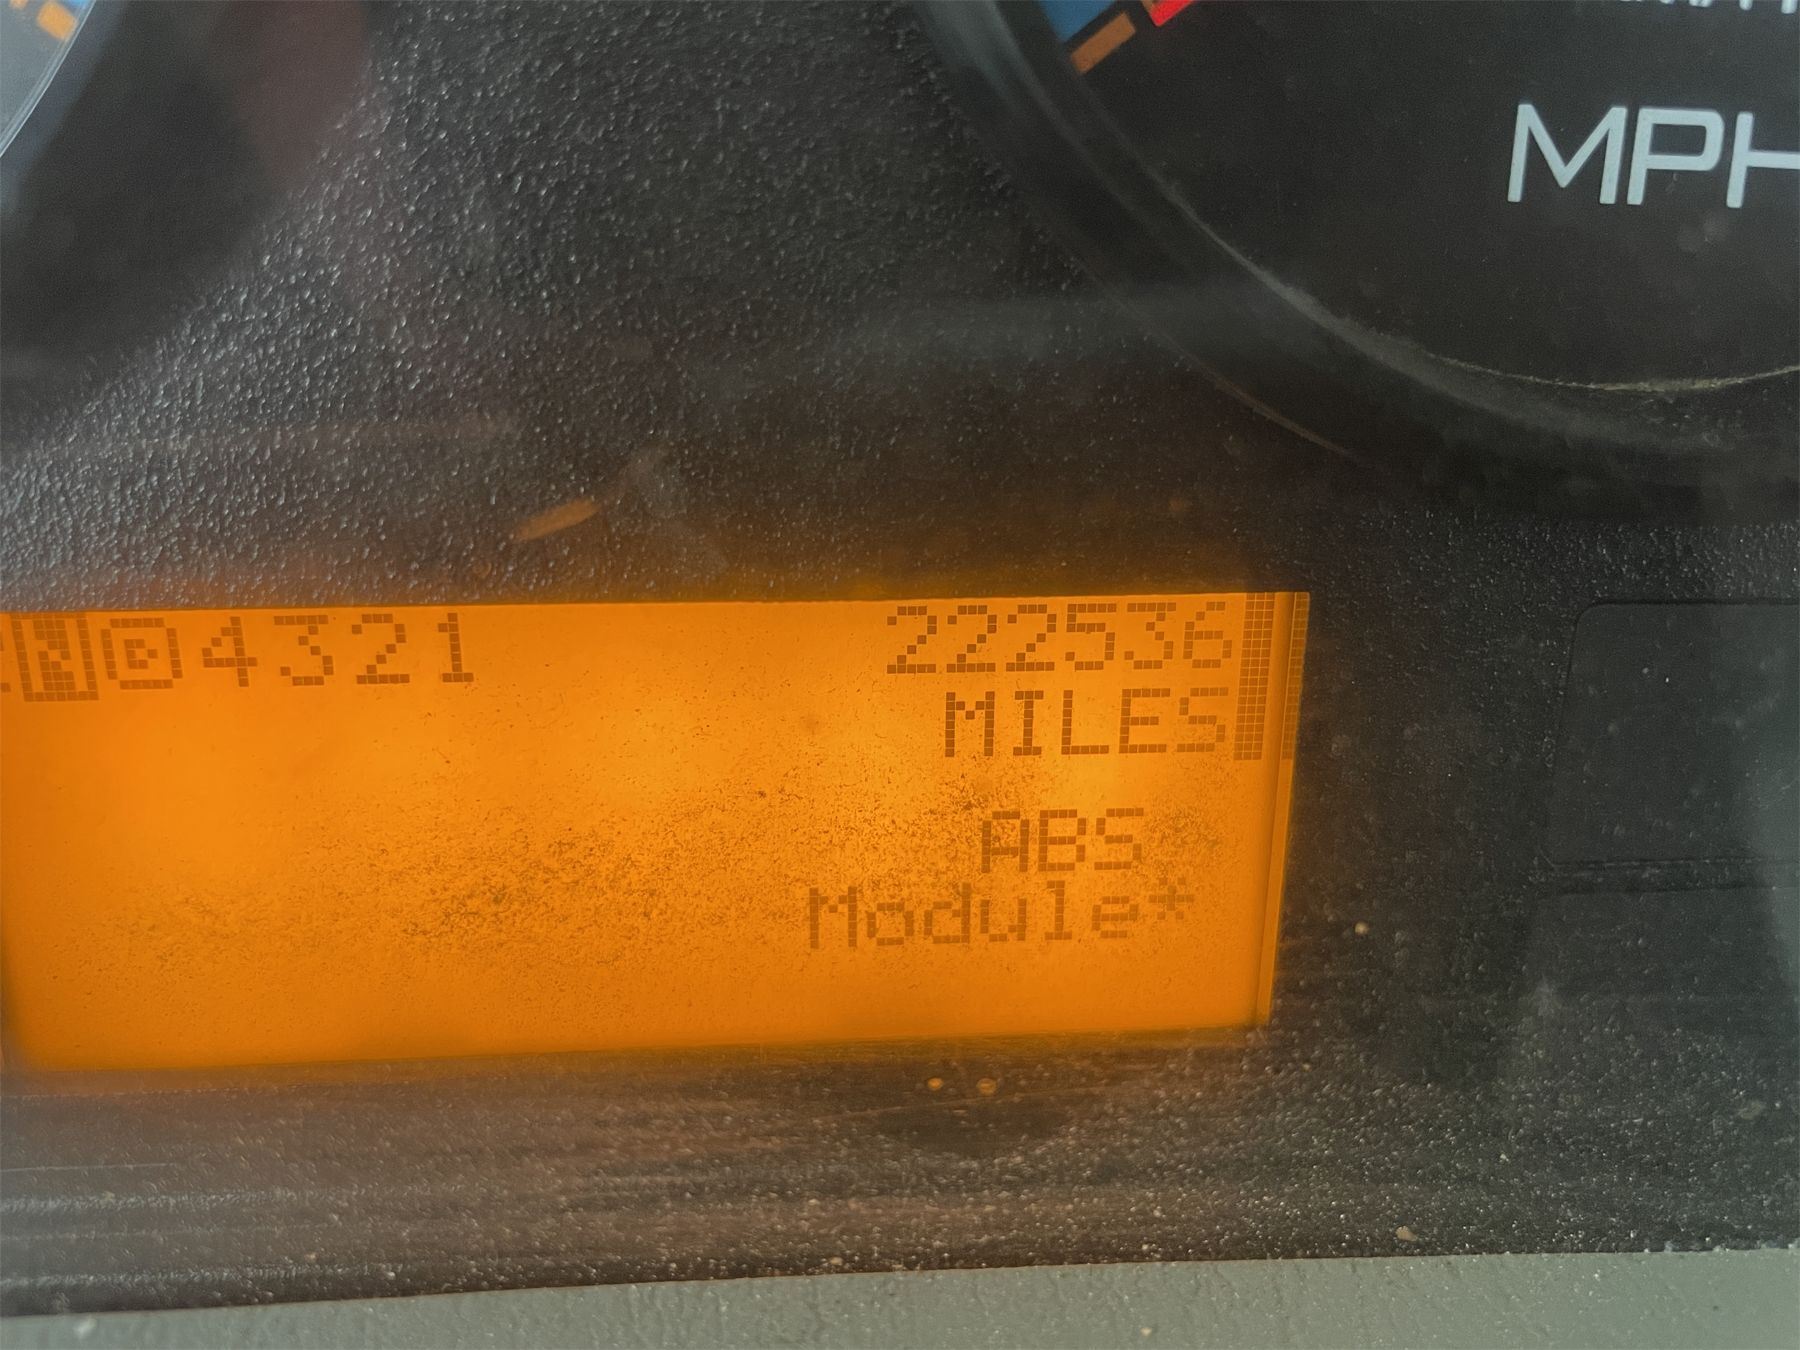 MPH
N D 4321
222536
MILES
ABS
Module*